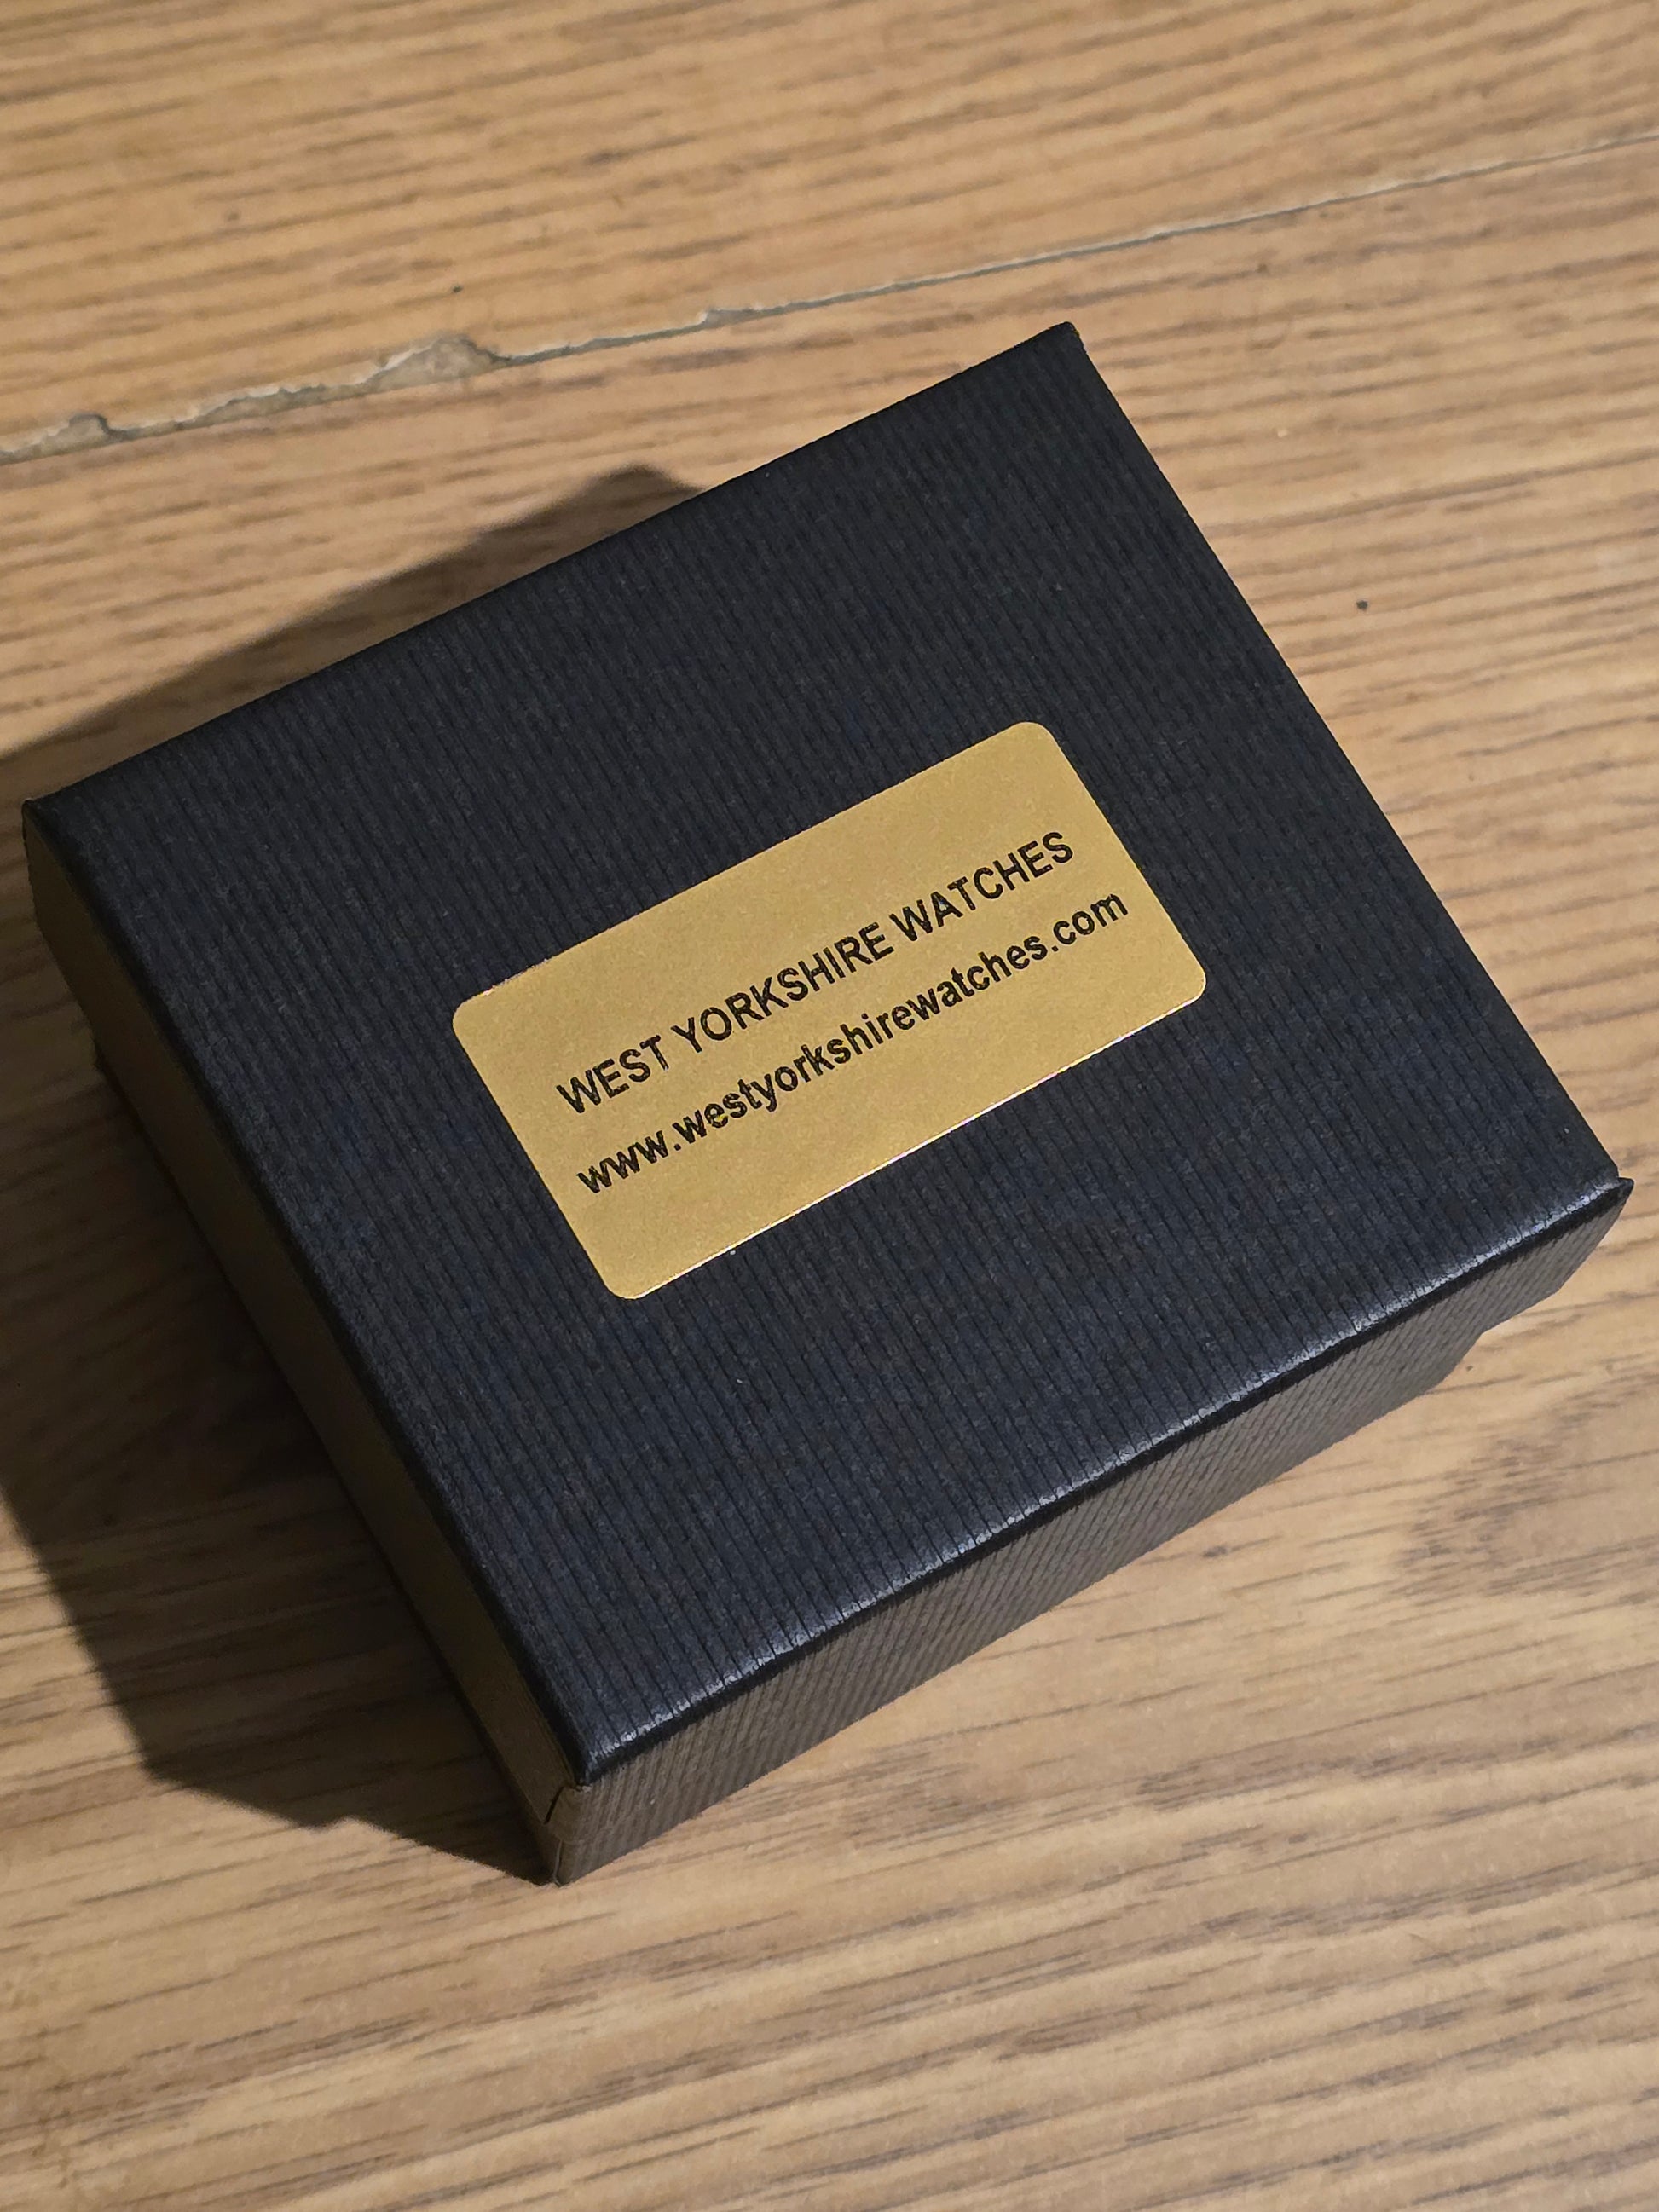 WEST YORKSHIRE WATCHES
www.westyorkshirewatches.com